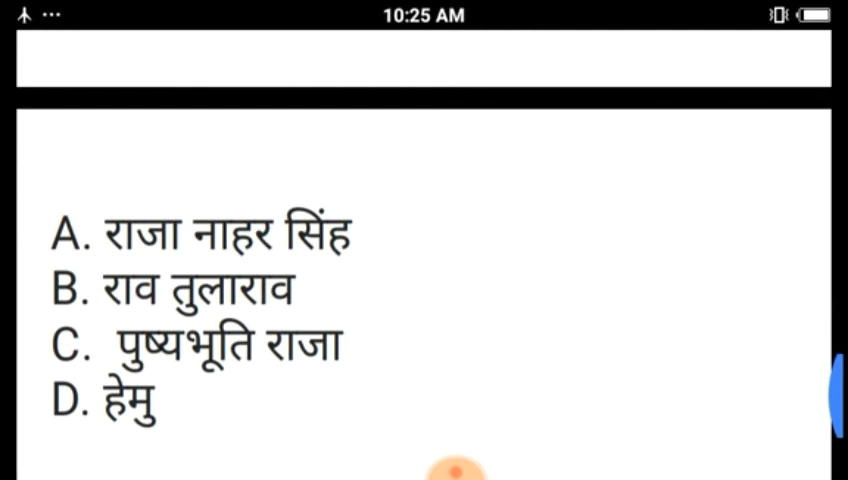 10:25 AM
A. राजा नाहर सिंह
B. राव तुलाराव
C. पुष्यभूति राजा
D. हेमु